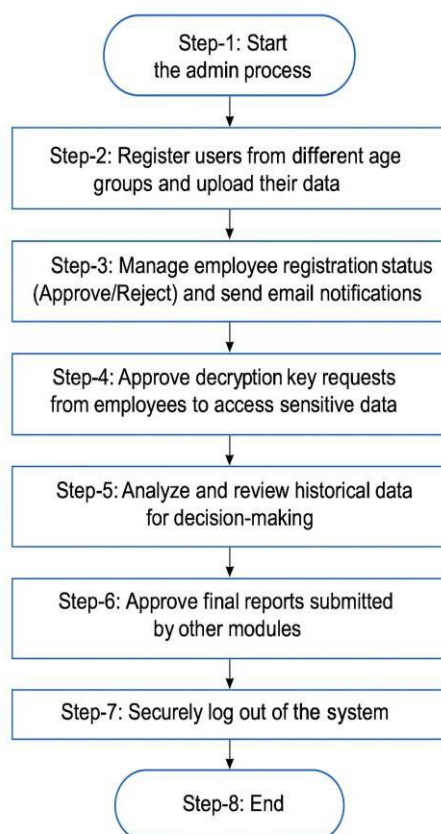 Step-1: Start
the admin process
Step-2: Register users from different age
groups and upload their data
Step-3: Manage employee registration status
(Approve/Reject) and send email notifications
Step-4: Approve decryption key requests
from employees to access sensitive data
Step-5: Analyze and review historical data
for decision-making
Step-6: Approve final reports submitted
by other modules
Step-7: Securely log out of the system
Step-8: End